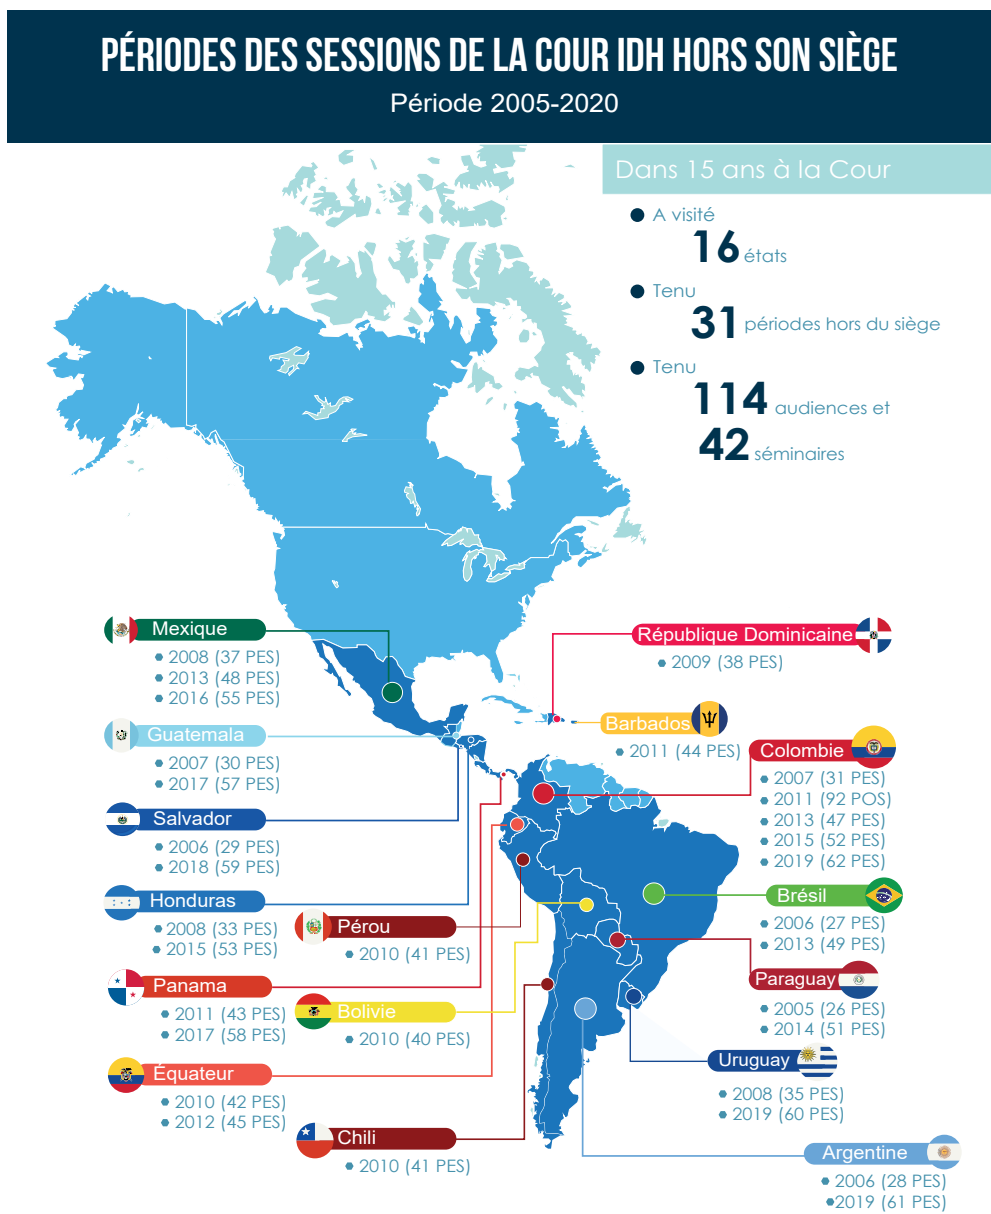 PÉRIODES DES SESSIONS DE LA COUR IDH HORS SON SIÈGE
Période 2005-2020
Dans 15 ans à la Cour
A visité
16 états
Tenu
31 périodes hors du siège
Tenu
114 audiences et
42 séminaires
Mexique
2008 (37 PES)
2013 (48 PES)
2016 (55 PES)
Guatemala
2007 (30 PES)
2017 (57 PES)
Salvador
2006 (29 PES)
2018 (59 PES)
Honduras
2008 (33 PES)
2015 (53 PES)
Pérou
2010 (41 PES)
Panama
2011 (43 PES)
2017 (58 PES)
Bolivie
2010 (40 PES)
Équateur
2010 (42 PES)
2012 (45 PES)
Chili
2010 (41 PES)
République Dominicaine
2009 (38 PES)
Barbados
2011 (44 PES)
Colombie
2007 (31 PES)
2011 (92 POS)
2013 (47 PES)
2015 (52 PES)
2019 (62 PES)
Brésil
2006 (27 PES)
2013 (49 PES)
Paraguay
2005 (26 PES)
2014 (51 PES)
Uruguay
2008 (35 PES)
2019 (60 PES)
Argentine
2006 (28 PES)
2019 (61 PES)